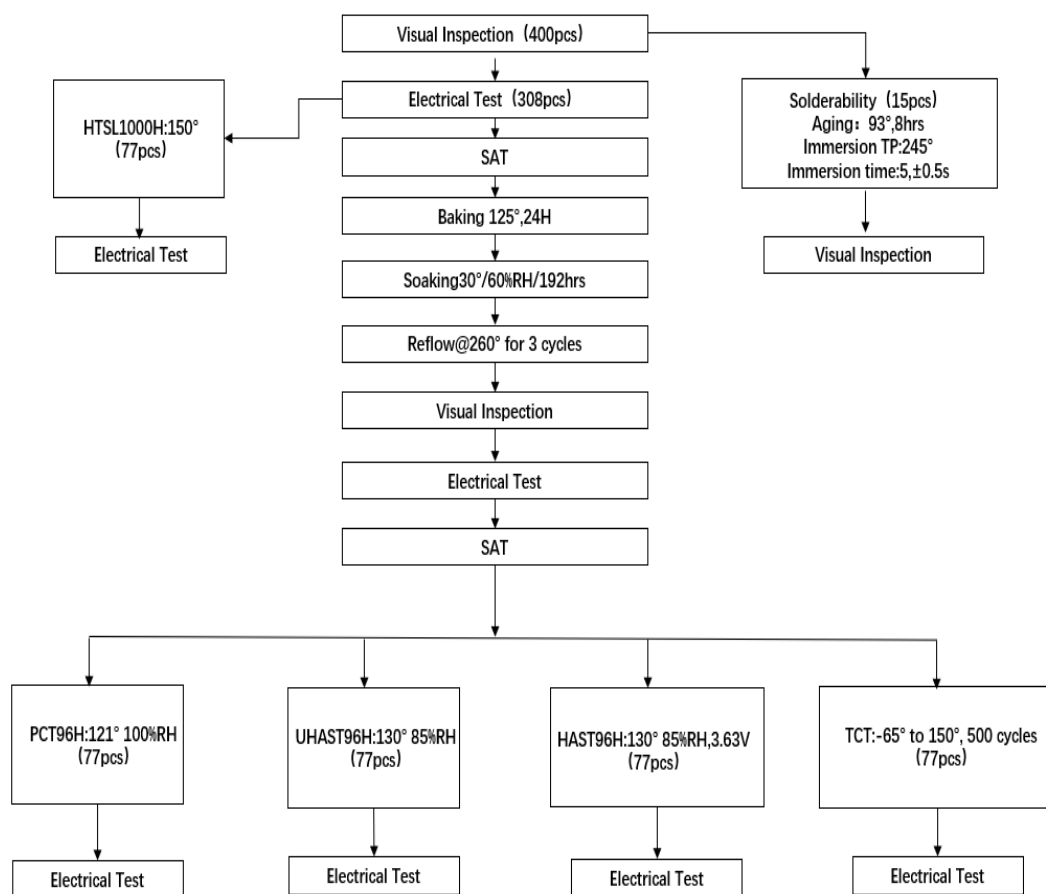 Visual Inspection (400pcs)
HTSL1000H:150°
(77pcs)
Electrical Test (308pcs)
Solderability (15pcs)
Aging：93°,8hrs
Immersion TP:245°
Immersion time:5,±0.5s
SAT
Baking 125°,24H
Electrical Test
Visual Inspection
Soaking30°/60%RH/192hrs
Reflow@260° for 3 cycles
Visual Inspection
Electrical Test
SAT
PCT96H:121° 100%RH
(77pcs)
UHAST96H:130° 85%RH
(77pcs)
HAST96H:130° 85%RH,3.63V
(77pcs)
TCT:-65° to 150°, 500 cycles
(77pcs)
Electrical Test
Electrical Test
Electrical Test
Electrical Test